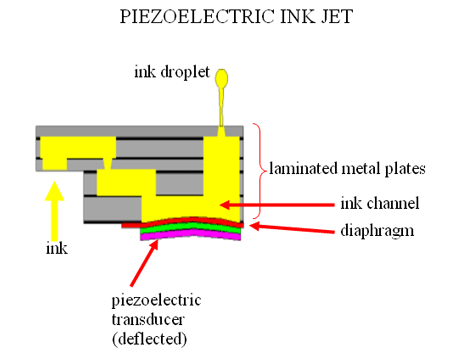 PIEZOELECTRIC INK JET
ink droplet
laminated metal plates
ink channel
diaphragm
ink
piezoelectric
transducer
(deflected)